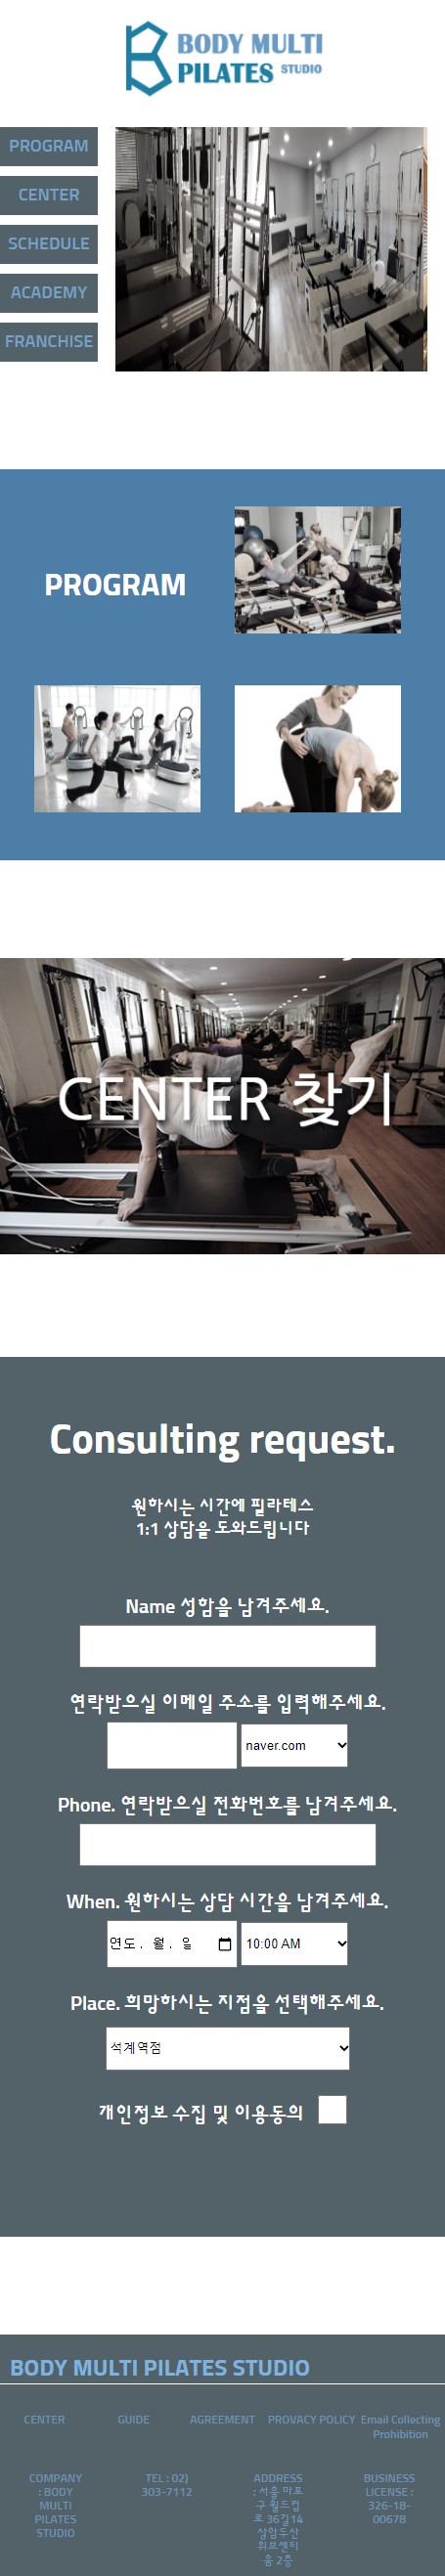 BODY MULTI
PILATES STUDIO
PROGRAM
CENTER
SCHEDULE
ACADEMY
FRANCHISE
PROGRAM
CENTER 찾기
Consulting request.
원하시는 시간에 필라테스
1:1 상담을 도와드립니다
Name 성함을 남겨주세요.
연락받으실 이메일 주소를 입력해주세요.
naver.com
Phone. 연락받으실 전화번호를 남겨주세요.
When. 원하시는 상담 시간을 남겨주세요.
연도. 월. 일 10:00 AM
Place. 희망하시는 지점을 선택해주세요.
석계역점
개인정보 수집 및 이용동의
BODY MULTI PILATES STUDIO
CENTER GUIDE AGREEMENT PROVACY POLICY Email Collecting
Prohibition
COMPANY
: BODY
MULTI
PILATES
STUDIO
TEL : 02)
303-7112
ADDRESS
: 서울 마포
구 월드컵
로 36길14
상암두산
위브센티
움 2층
BUSINESS
LICENSE :
326-18-
00678